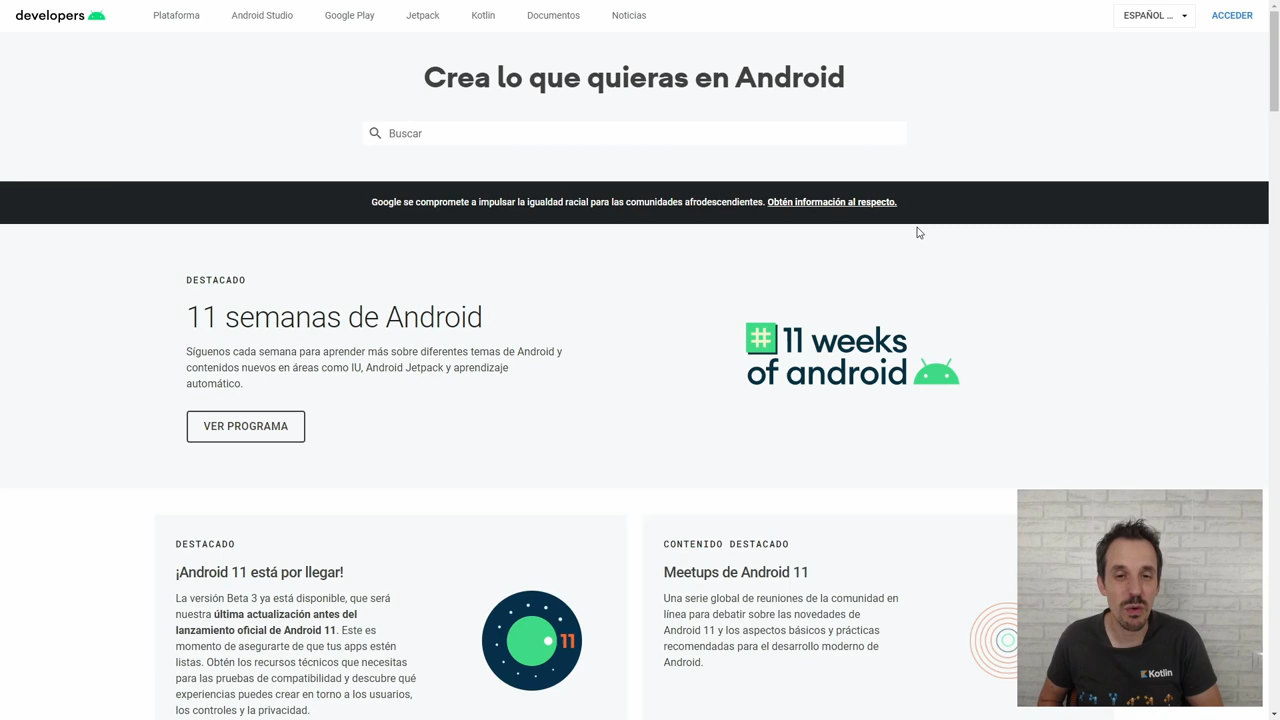 developers
Plataforma
Android Studio
Google Play
Jetpack
Kotlin
Documentos
Noticias
ESPAÑOL ...
ACCEDER
Crea lo que quieras en Android
Buscar
Google se compromete a impulsar la igualdad racial para las comunidades afrodescendientes. Obtén información al respecto.
DESTACADO
11 semanas de Android
Síguenos cada semana para aprender más sobre diferentes temas de Android y
contenidos nuevos en áreas como IU, Android Jetpack y aprendizaje
automático.
VER PROGRAMA
# 11 weeks
of android
DESTACADO
¡Android 11 está por llegar!
La versión Beta 3 ya está disponible, que será
nuestra última actualización antes del
lanzamiento oficial de Android 11. Este es
momento de asegurarte de que tus apps estén
listas. Obtén los recursos técnicos que necesitas
para las pruebas de compatibilidad y descubre qué
experiencias puedes crear en torno a los usuarios,
los controles y la privacidad.
11
CONTENIDO DESTACADO
Meetups de Android 11
Una serie global de reuniones de la comunidad en
línea para debatir sobre las novedades de
Android 11 y los aspectos básicos y prácticas
recomendadas para el desarrollo moderno de
Android.
Kotlin